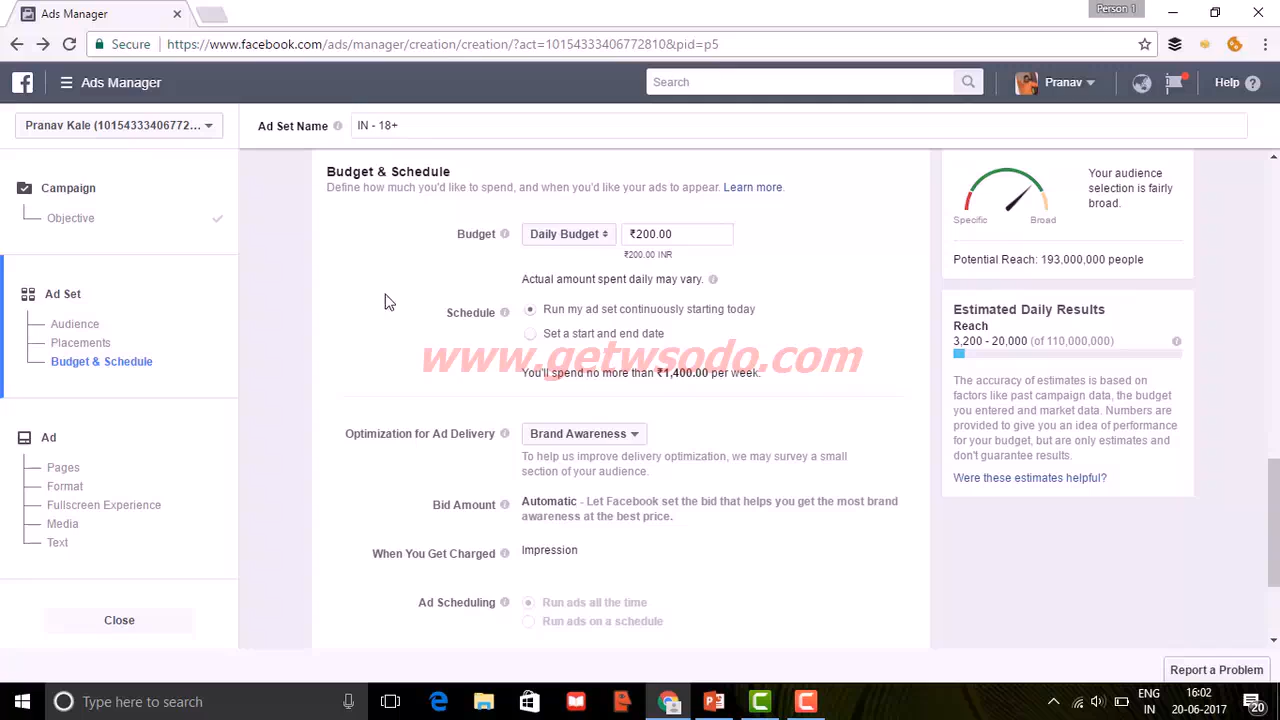 Ads Manager
Person 1
Secure
https://www.facebook.com/ads/manager/creation/creation/?act=10154333406772810&pid=p5
Ads Manager
Search
Pranav
Help
Pranav Kale (10154333406772...
Ad Set Name
IN - 18+
Campaign
Objective
Ad Set
Audience
Placements
Budget & Schedule
Ad
Pages
Format
Fullscreen Experience
Media
Text
Close
Budget & Schedule
Define how much you'd like to spend, and when you'd like your ads to appear. Learn more.
Budget
Daily Budget
₹200.00
₹200.00 INR
Actual amount spent daily may vary.
Schedule
Run my ad set continuously starting today
Set a start and end date
www.getwsodo.com
You'll spend no more than ₹1,400.00 per week.
Optimization for Ad Delivery
Brand Awareness
To help us improve delivery optimization, we may survey a small
section of your audience.
Bid Amount
Automatic - Let Facebook set the bid that helps you get the most brand
awareness at the best price.
When You Get Charged
Impression
Ad Scheduling
Run ads all the time
Run ads on a schedule
Your audience
selection is fairly
broad.
Specific
Broad
Potential Reach: 193,000,000 people
Estimated Daily Results
Reach
3,200 - 20,000 (of 110,000,000)
The accuracy of estimates is based on
factors like past campaign data, the budget
you entered and market data. Numbers are
provided to give you an idea of performance
for your budget, but are only estimates and
don't guarantee results.
Were these estimates helpful?
Report a Problem
Type here to search
ENG
IN
16:02
20-06-2017
20